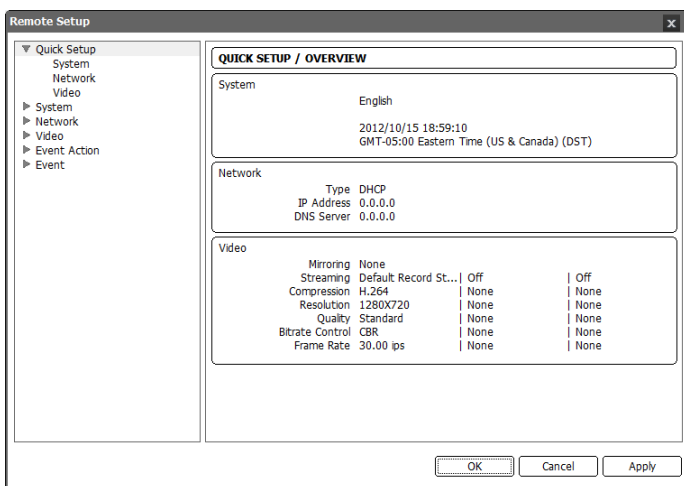 Remote Setup
x
Quick Setup
System
Network
Video
System
Network
Video
Event Action
Event
QUICK SETUP / OVERVIEW
System
English
2012/10/15 18:59:10
GMT-05:00 Eastern Time (US & Canada) (DST)
Network
Type DHCP
IP Address 0.0.0.0
DNS Server 0.0.0.0
Video
Mirroring None
Streaming Default Record St...| Off | Off
Compression H.264 | None | None
Resolution 1280X720 | None | None
Quality Standard | None | None
Bitrate Control CBR | None | None
Frame Rate 30.00 ips | None | None
OK Cancel Apply